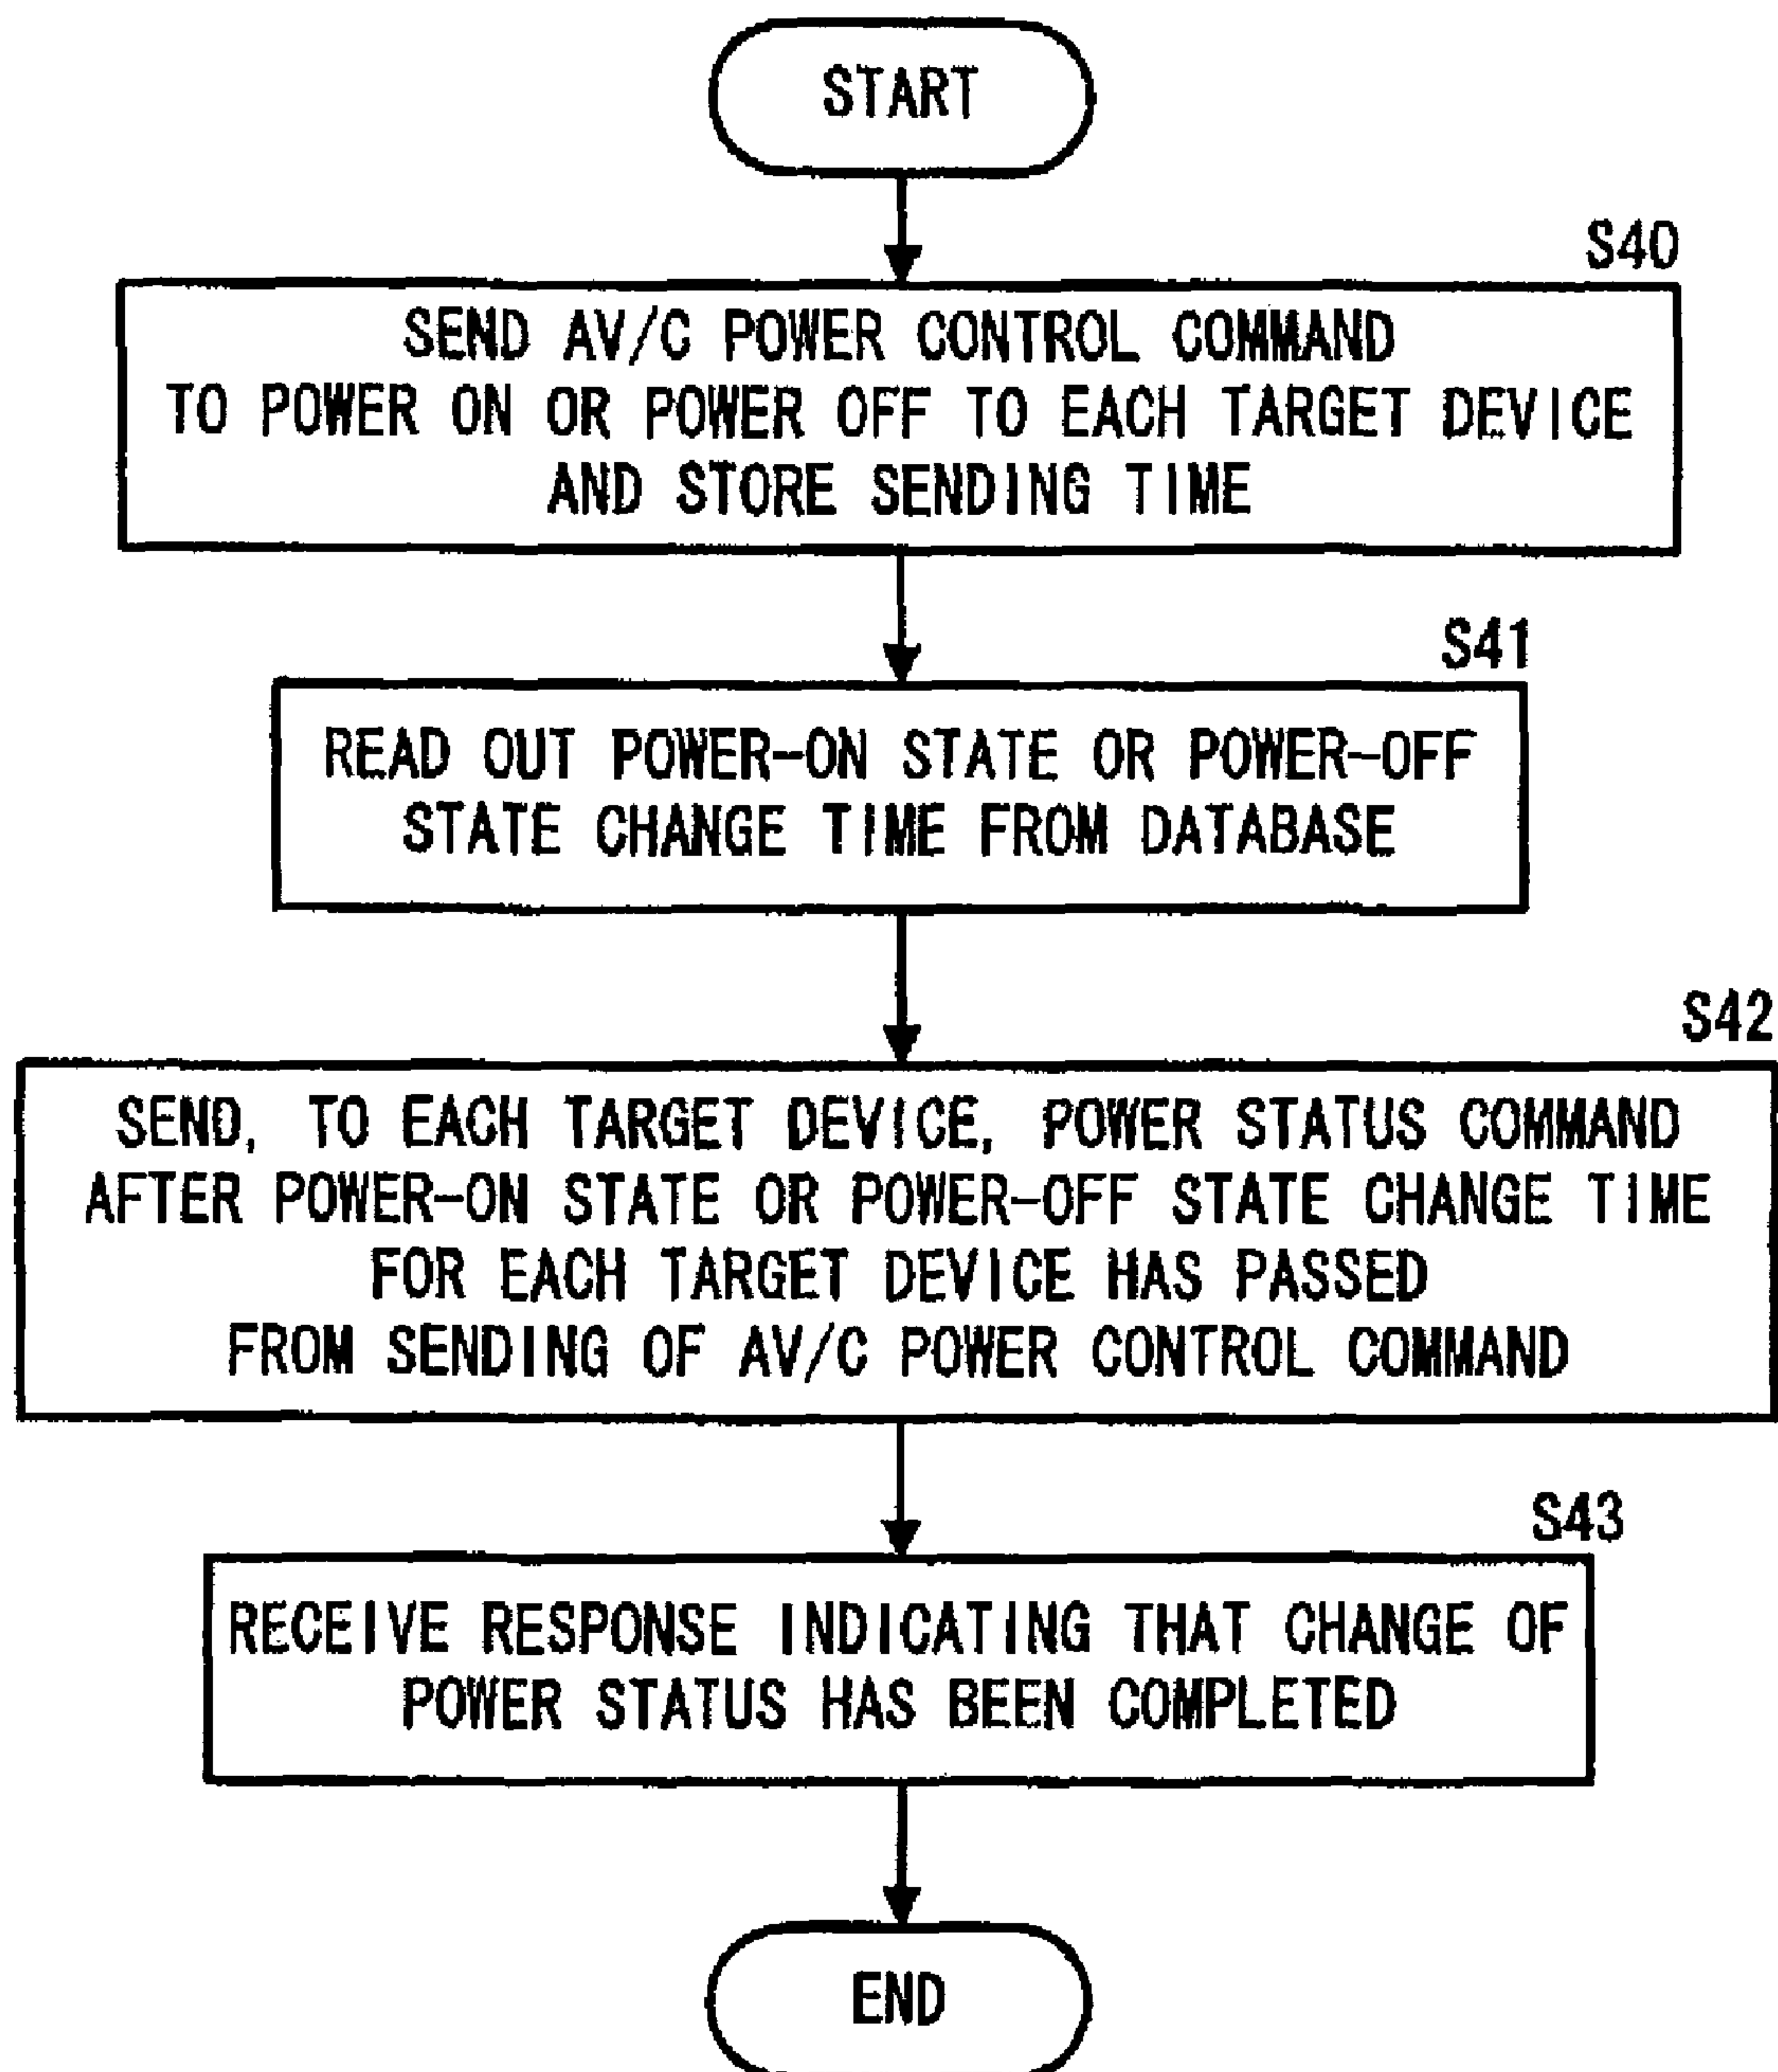 START
S40
SEND AV/C POWER CONTROL COMMAND
TO POWER ON OR POWER OFF TO EACH TARGET DEVICE
AND STORE SENDING TIME
S41
READ OUT POWER-ON STATE OR POWER-OFF
STATE CHANGE TIME FROM DATABASE
S42
SEND, TO EACH TARGET DEVICE, POWER STATUS COMMAND
AFTER POWER-ON STATE OR POWER-OFF STATE CHANGE TIME
FOR EACH TARGET DEVICE HAS PASSED
FROM SENDING OF AV/C POWER CONTROL COMMAND
S43
RECEIVE RESPONSE INDICATING THAT CHANGE OF
POWER STATUS HAS BEEN COMPLETED
END